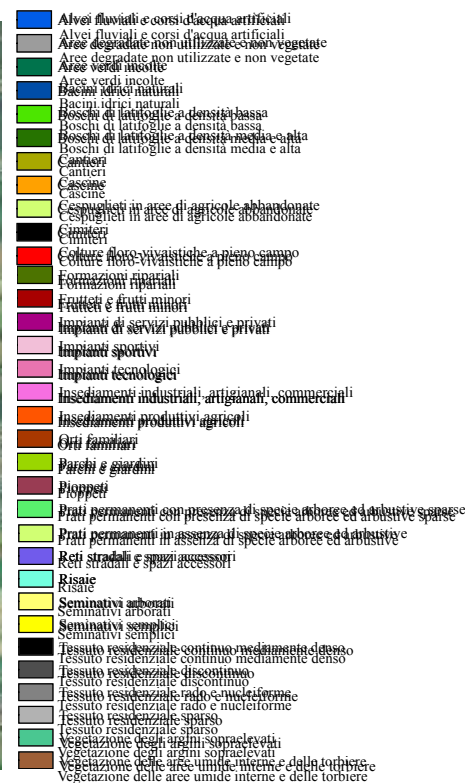 Alvei fluviali e corsi d'acqua artificiali
Aree degradate non utilizzate e non vegetate
Aree verdi incolte
Bacini idrici naturali
Boschi di latifoglie a densità bassa
Boschi di latifoglie a densità media e alta
Cantieri
Cascine
Cespuglieti in aree di agricole abbandonate
Cimiteri
Colture floro-vivaistiche a pieno campo
Formazioni ripariali
Frutteti e frutti minori
Impianti di servizi pubblici e privati
Impianti sportivi
Impianti tecnologici
Insediamenti industriali, artigianali, commerciali
Insediamenti produttivi agricoli
Orti familiari
Parchi e giardini
Pioppeti
Prati permanenti con presenza di specie arboree ed arbustive sparse
Prati permanenti in assenza di specie arboree ed arbustive
Reti stradali e spazi accessori
Risaie
Seminativi arborati
Seminativi semplici
Tessuto residenziale continuo mediamente denso
Tessuto residenziale discontinuo
Tessuto residenziale rado e nucleiforme
Tessuto residenziale sparso
Vegetazione degli argini sopraelevati
Vegetazione delle aree umide interne e delle torbiere